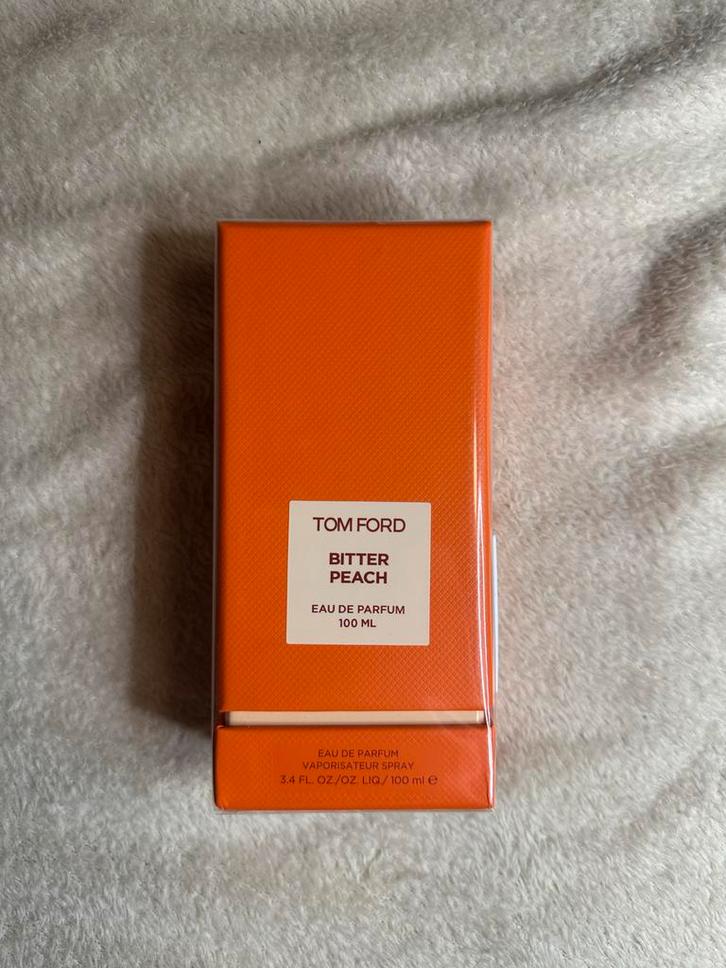 TOM FORD
BITTER
PEACH
EAU DE PARFUM
100 ML
EAU DE PARFUM
VAPORISATEUR SPRAY
3.4 FL. OZ./OZ. LIQ./ 100 ml ℮